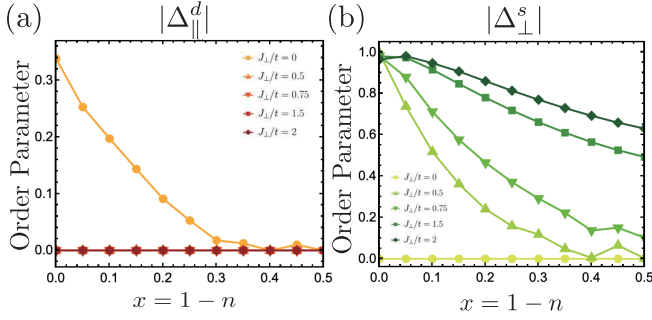 (a) |Δ_∥^d|
Order Parameter
0.3
0.2
0.1
0.0
J⊥/t = 0
J⊥/t = 0.5
J⊥/t = 0.75
J⊥/t = 1.5
J⊥/t = 2
0.0 0.1 0.2 0.3 0.4 0.5
x = 1 − n
(b) |Δ_⊥^s|
Order Parameter
1.0
0.8
0.6
0.4
0.2
0.0
J⊥/t = 0
J⊥/t = 0.5
J⊥/t = 0.75
J⊥/t = 1.5
J⊥/t = 2
0.0 0.1 0.2 0.3 0.4 0.5
x = 1 − n